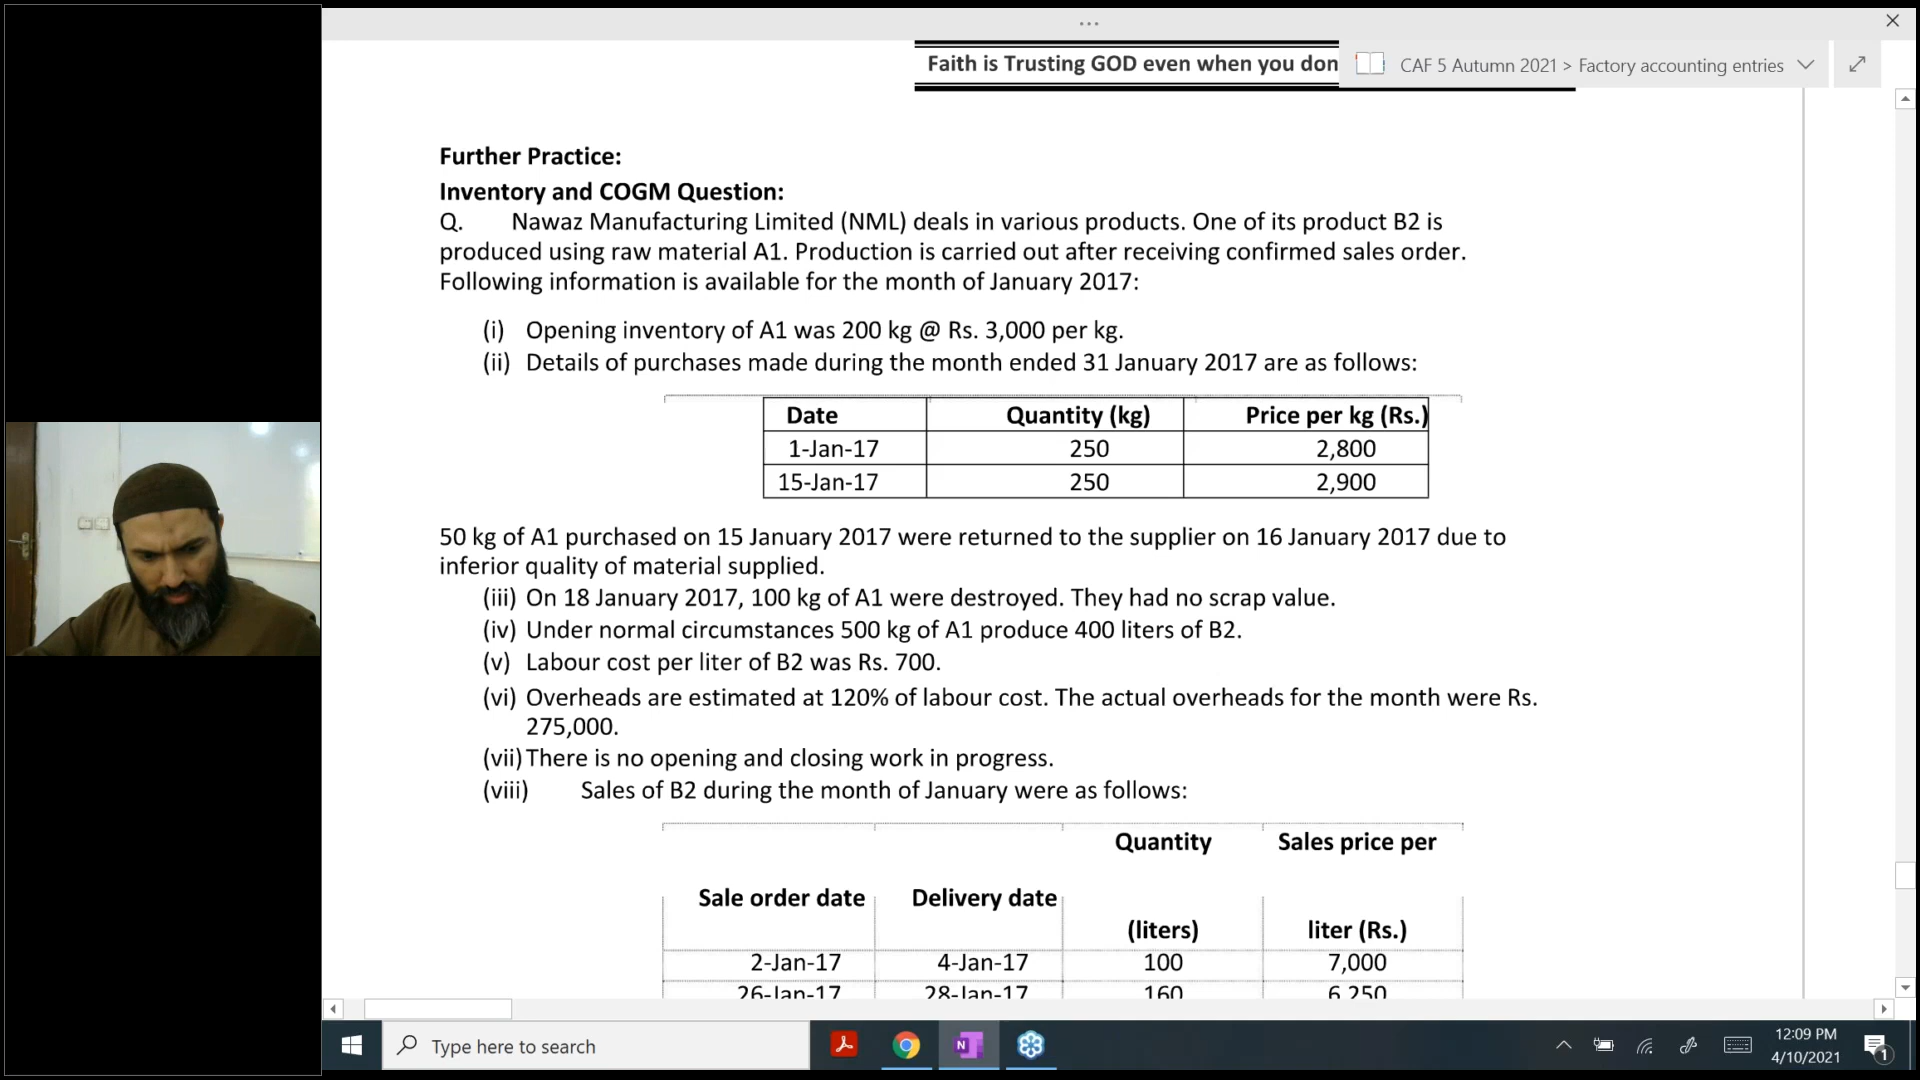 Faith is Trusting GOD even when you don
CAF 5 Autumn 2021 > Factory accounting entries
Further Practice:
Inventory and COGM Question:
Q. Nawaz Manufacturing Limited (NML) deals in various products. One of its product B2 is
produced using raw material A1. Production is carried out after receiving confirmed sales order.
Following information is available for the month of January 2017:
(i) Opening inventory of A1 was 200 kg @ Rs. 3,000 per kg.
(ii) Details of purchases made during the month ended 31 January 2017 are as follows:
Date Quantity (kg) Price per kg (Rs.)
1-Jan-17 250 2,800
15-Jan-17 250 2,900
50 kg of A1 purchased on 15 January 2017 were returned to the supplier on 16 January 2017 due to
inferior quality of material supplied.
(iii) On 18 January 2017, 100 kg of A1 were destroyed. They had no scrap value.
(iv) Under normal circumstances 500 kg of A1 produce 400 liters of B2.
(v) Labour cost per liter of B2 was Rs. 700.
(vi) Overheads are estimated at 120% of labour cost. The actual overheads for the month were Rs.
275,000.
(vii) There is no opening and closing work in progress.
(viii) Sales of B2 during the month of January were as follows:
Quantity Sales price per
Sale order date Delivery date
(liters) liter (Rs.)
2-Jan-17 4-Jan-17 100 7,000
26-Jan-17 28-Jan-17 160 6,250
Type here to search
12:09 PM
4/10/2021
1